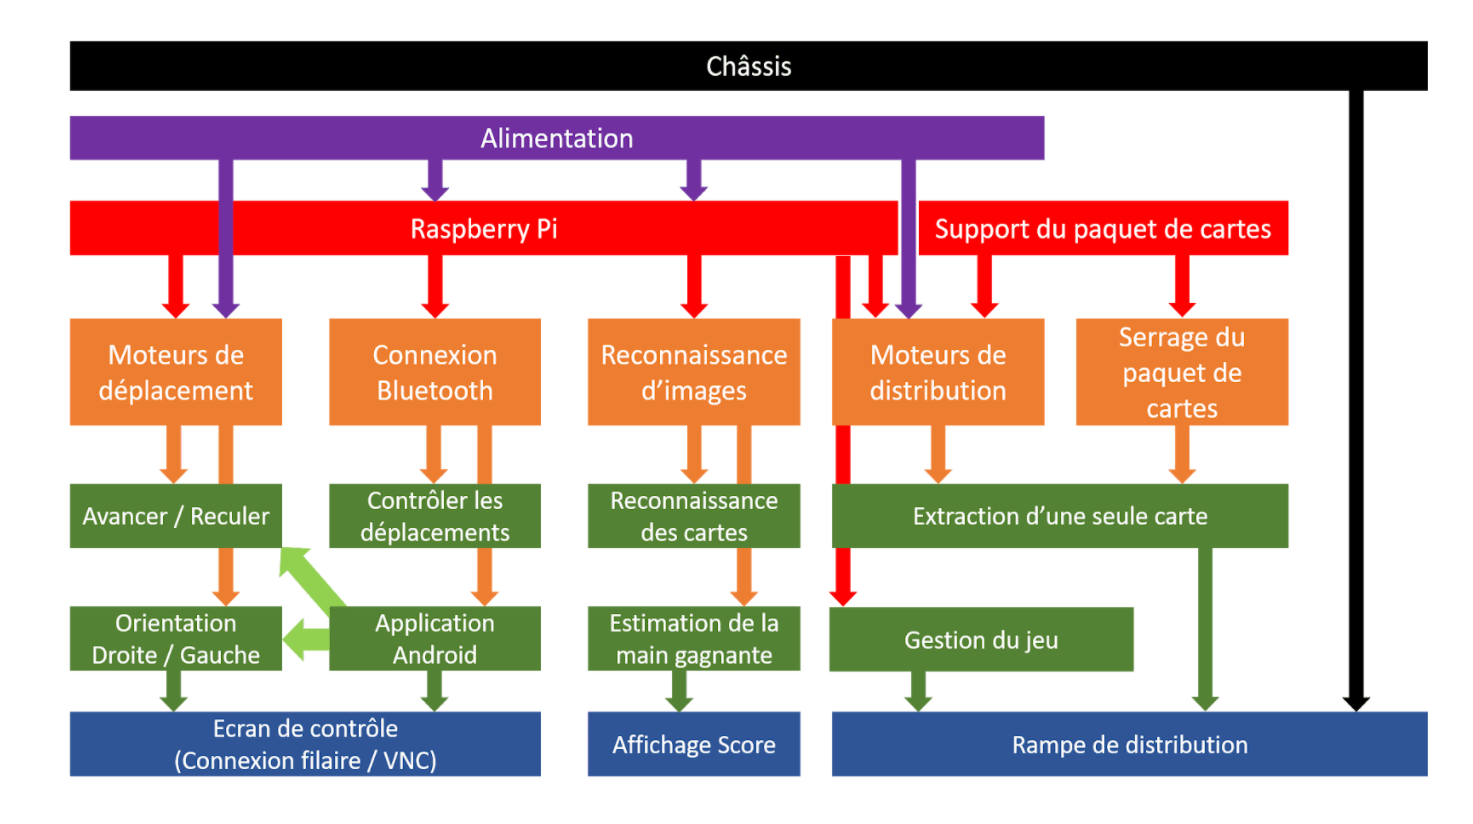 Châssis
Alimentation
Raspberry Pi
Support du paquet de cartes
Moteurs de
déplacement
Connexion
Bluetooth
Reconnaissance
d'images
Moteurs de
distribution
Serrage du
paquet de
cartes
Avancer / Reculer
Contrôler les
déplacements
Reconnaissance
des cartes
Extraction d'une seule carte
Orientation
Droite / Gauche
Application
Android
Estimation de la
main gagnante
Gestion du jeu
Ecran de contrôle
(Connexion filaire / VNC)
Affichage Score
Rampe de distribution